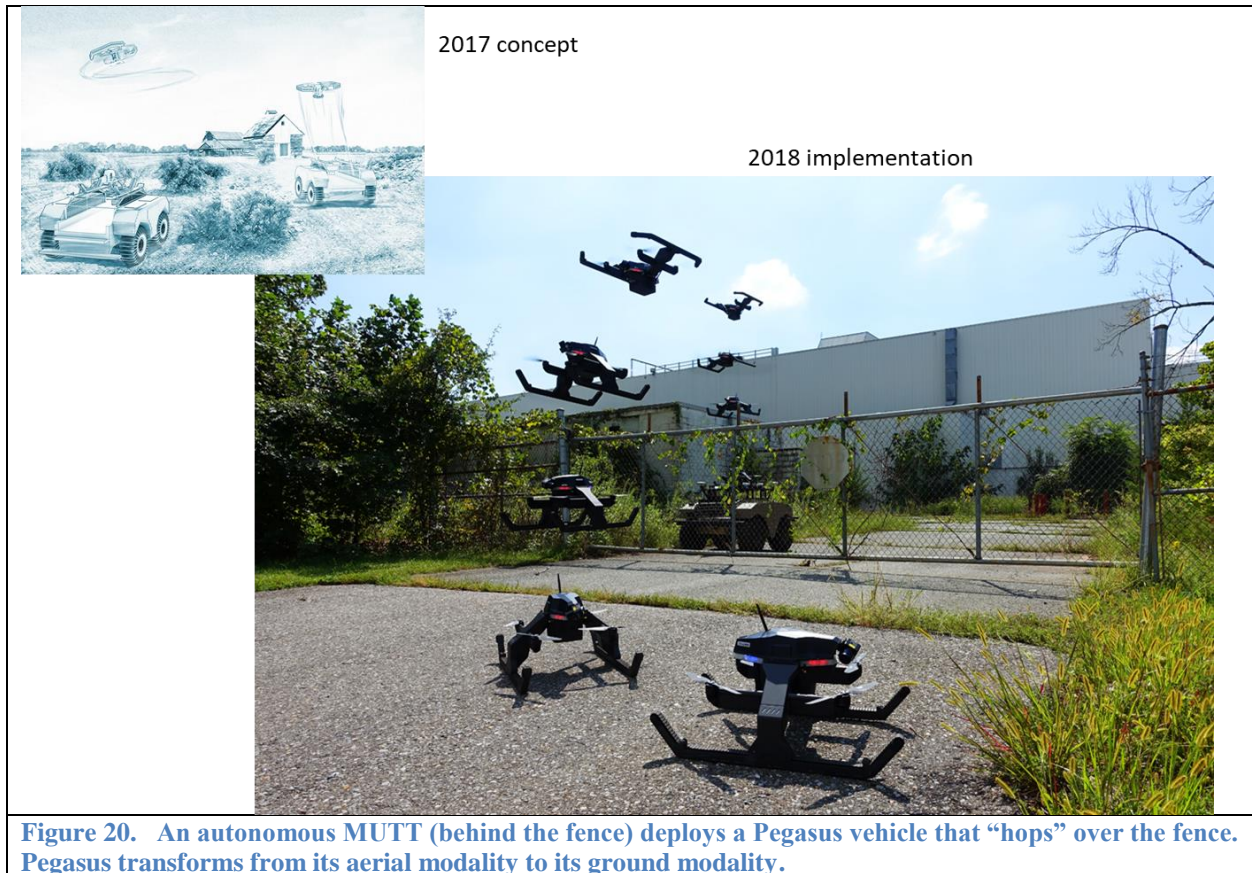 2017 concept
2018 implementation
Figure 20. An autonomous MUTT (behind the fence) deploys a Pegasus vehicle that “hops” over the fence.
Pegasus transforms from its aerial modality to its ground modality.